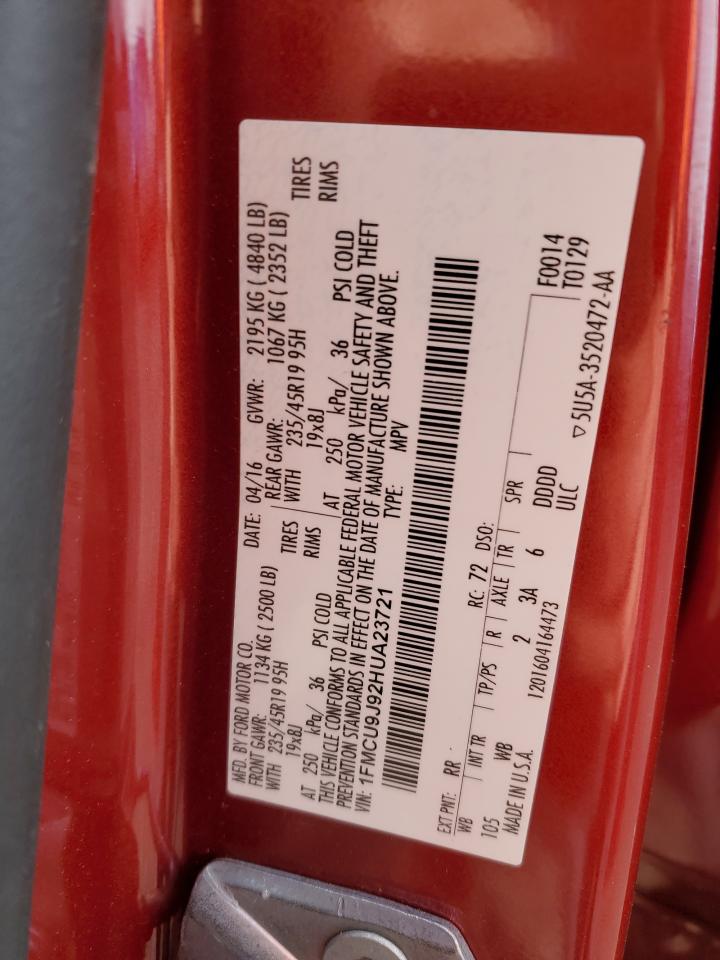 MFD. BY FORD MOTOR CO.
DATE: 04/16 GVWR: 2195 KG ( 4840 LB)
FRONT GAWR: 1134 KG ( 2500 LB)
REAR GAWR: 1067 KG ( 2352 LB)
WITH 235/45R19 95H TIRES
WITH 235/45R19 95H TIRES
19x8J RIMS
19x8J RIMS
AT 250 kPa/ 36 PSI COLD
AT 250 kPa/ 36 PSI COLD
THIS VEHICLE CONFORMS TO ALL APPLICABLE FEDERAL MOTOR VEHICLE SAFETY AND THEFT
PREVENTION STANDARDS IN EFFECT ON THE DATE OF MANUFACTURE SHOWN ABOVE.
VIN: 1FMCU9J92HUA23721 TYPE: MPV
EXT PNT: RR RC: 72 DSO:
WB INT TR TP/PS R AXLE TR SPR
105 WB 2 3A 6 DDDD
F0014
T0129
MADE IN U.S.A. 1201604164473 ULC
▽5U5A-3520472-AA